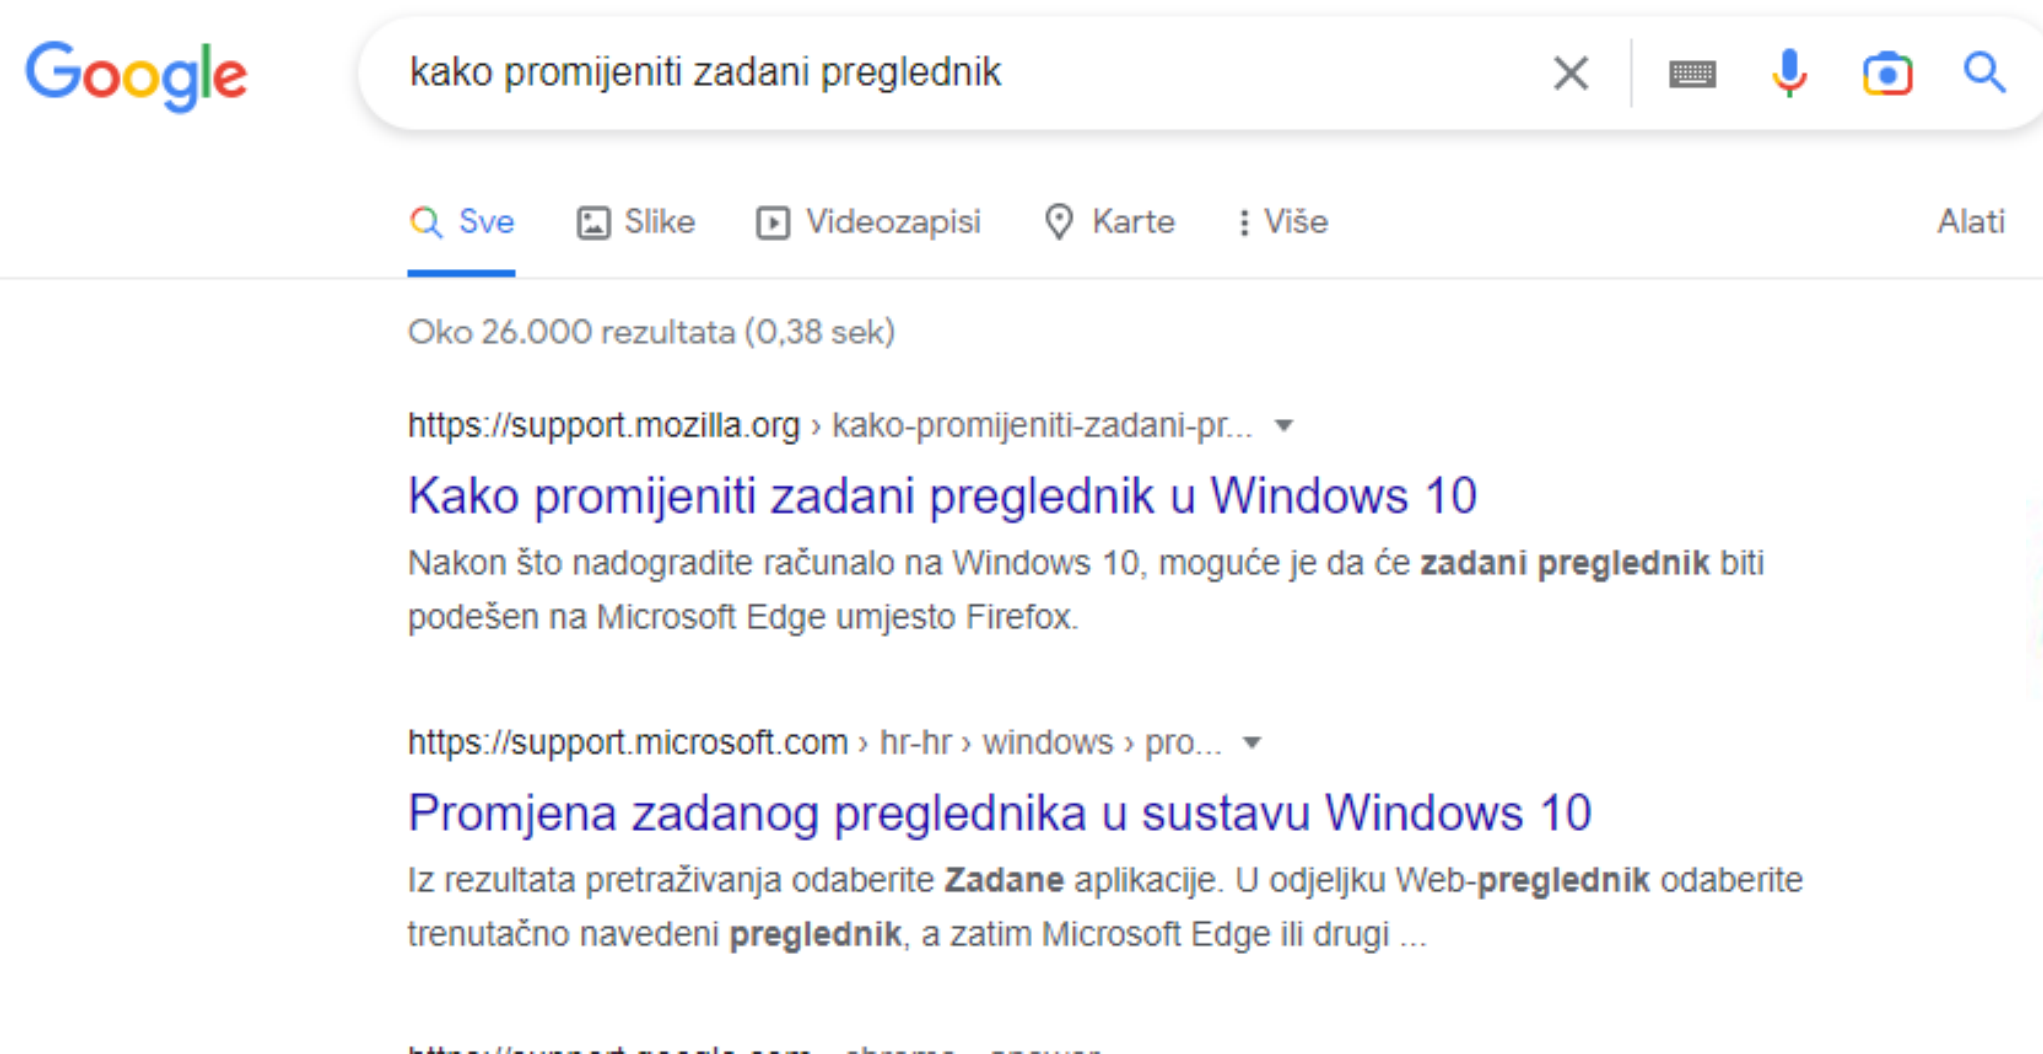 Google
kako promijeniti zadani preglednik
Sve Slike Videozapisi Karte Više Alati
Oko 26.000 rezultata (0,38 sek)
https://support.mozilla.org › kako-promijeniti-zadani-pr...
Kako promijeniti zadani preglednik u Windows 10
Nakon što nadogradite računalo na Windows 10, moguće je da će zadani preglednik biti
podešen na Microsoft Edge umjesto Firefox.
https://support.microsoft.com › hr-hr › windows › pro...
Promjena zadanog preglednika u sustavu Windows 10
Iz rezultata pretraživanja odaberite Zadane aplikacije. U odjeljku Web-preglednik odaberite
trenutačno navedeni preglednik, a zatim Microsoft Edge ili drugi ...